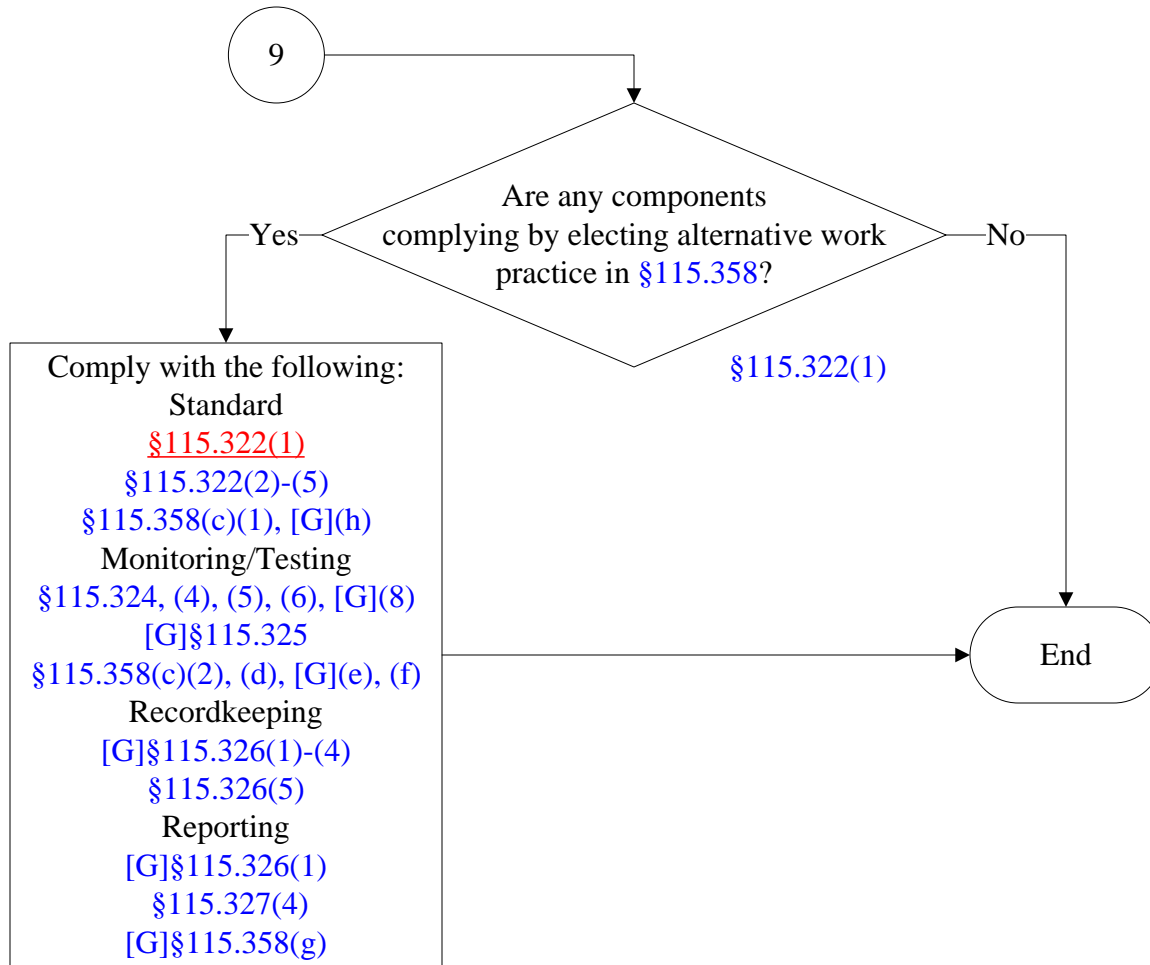 9
Are any components
complying by electing alternative work
practice in §115.358?
Yes
No
§115.322(1)
Comply with the following:
Standard
§115.322(1)
§115.322(2)-(5)
§115.358(c)(1), [G](h)
Monitoring/Testing
§115.324, (4), (5), (6), [G](8)
[G]§115.325
§115.358(c)(2), (d), [G](e), (f)
Recordkeeping
[G]§115.326(1)-(4)
§115.326(5)
Reporting
[G]§115.326(1)
§115.327(4)
[G]§115.358(g)
End